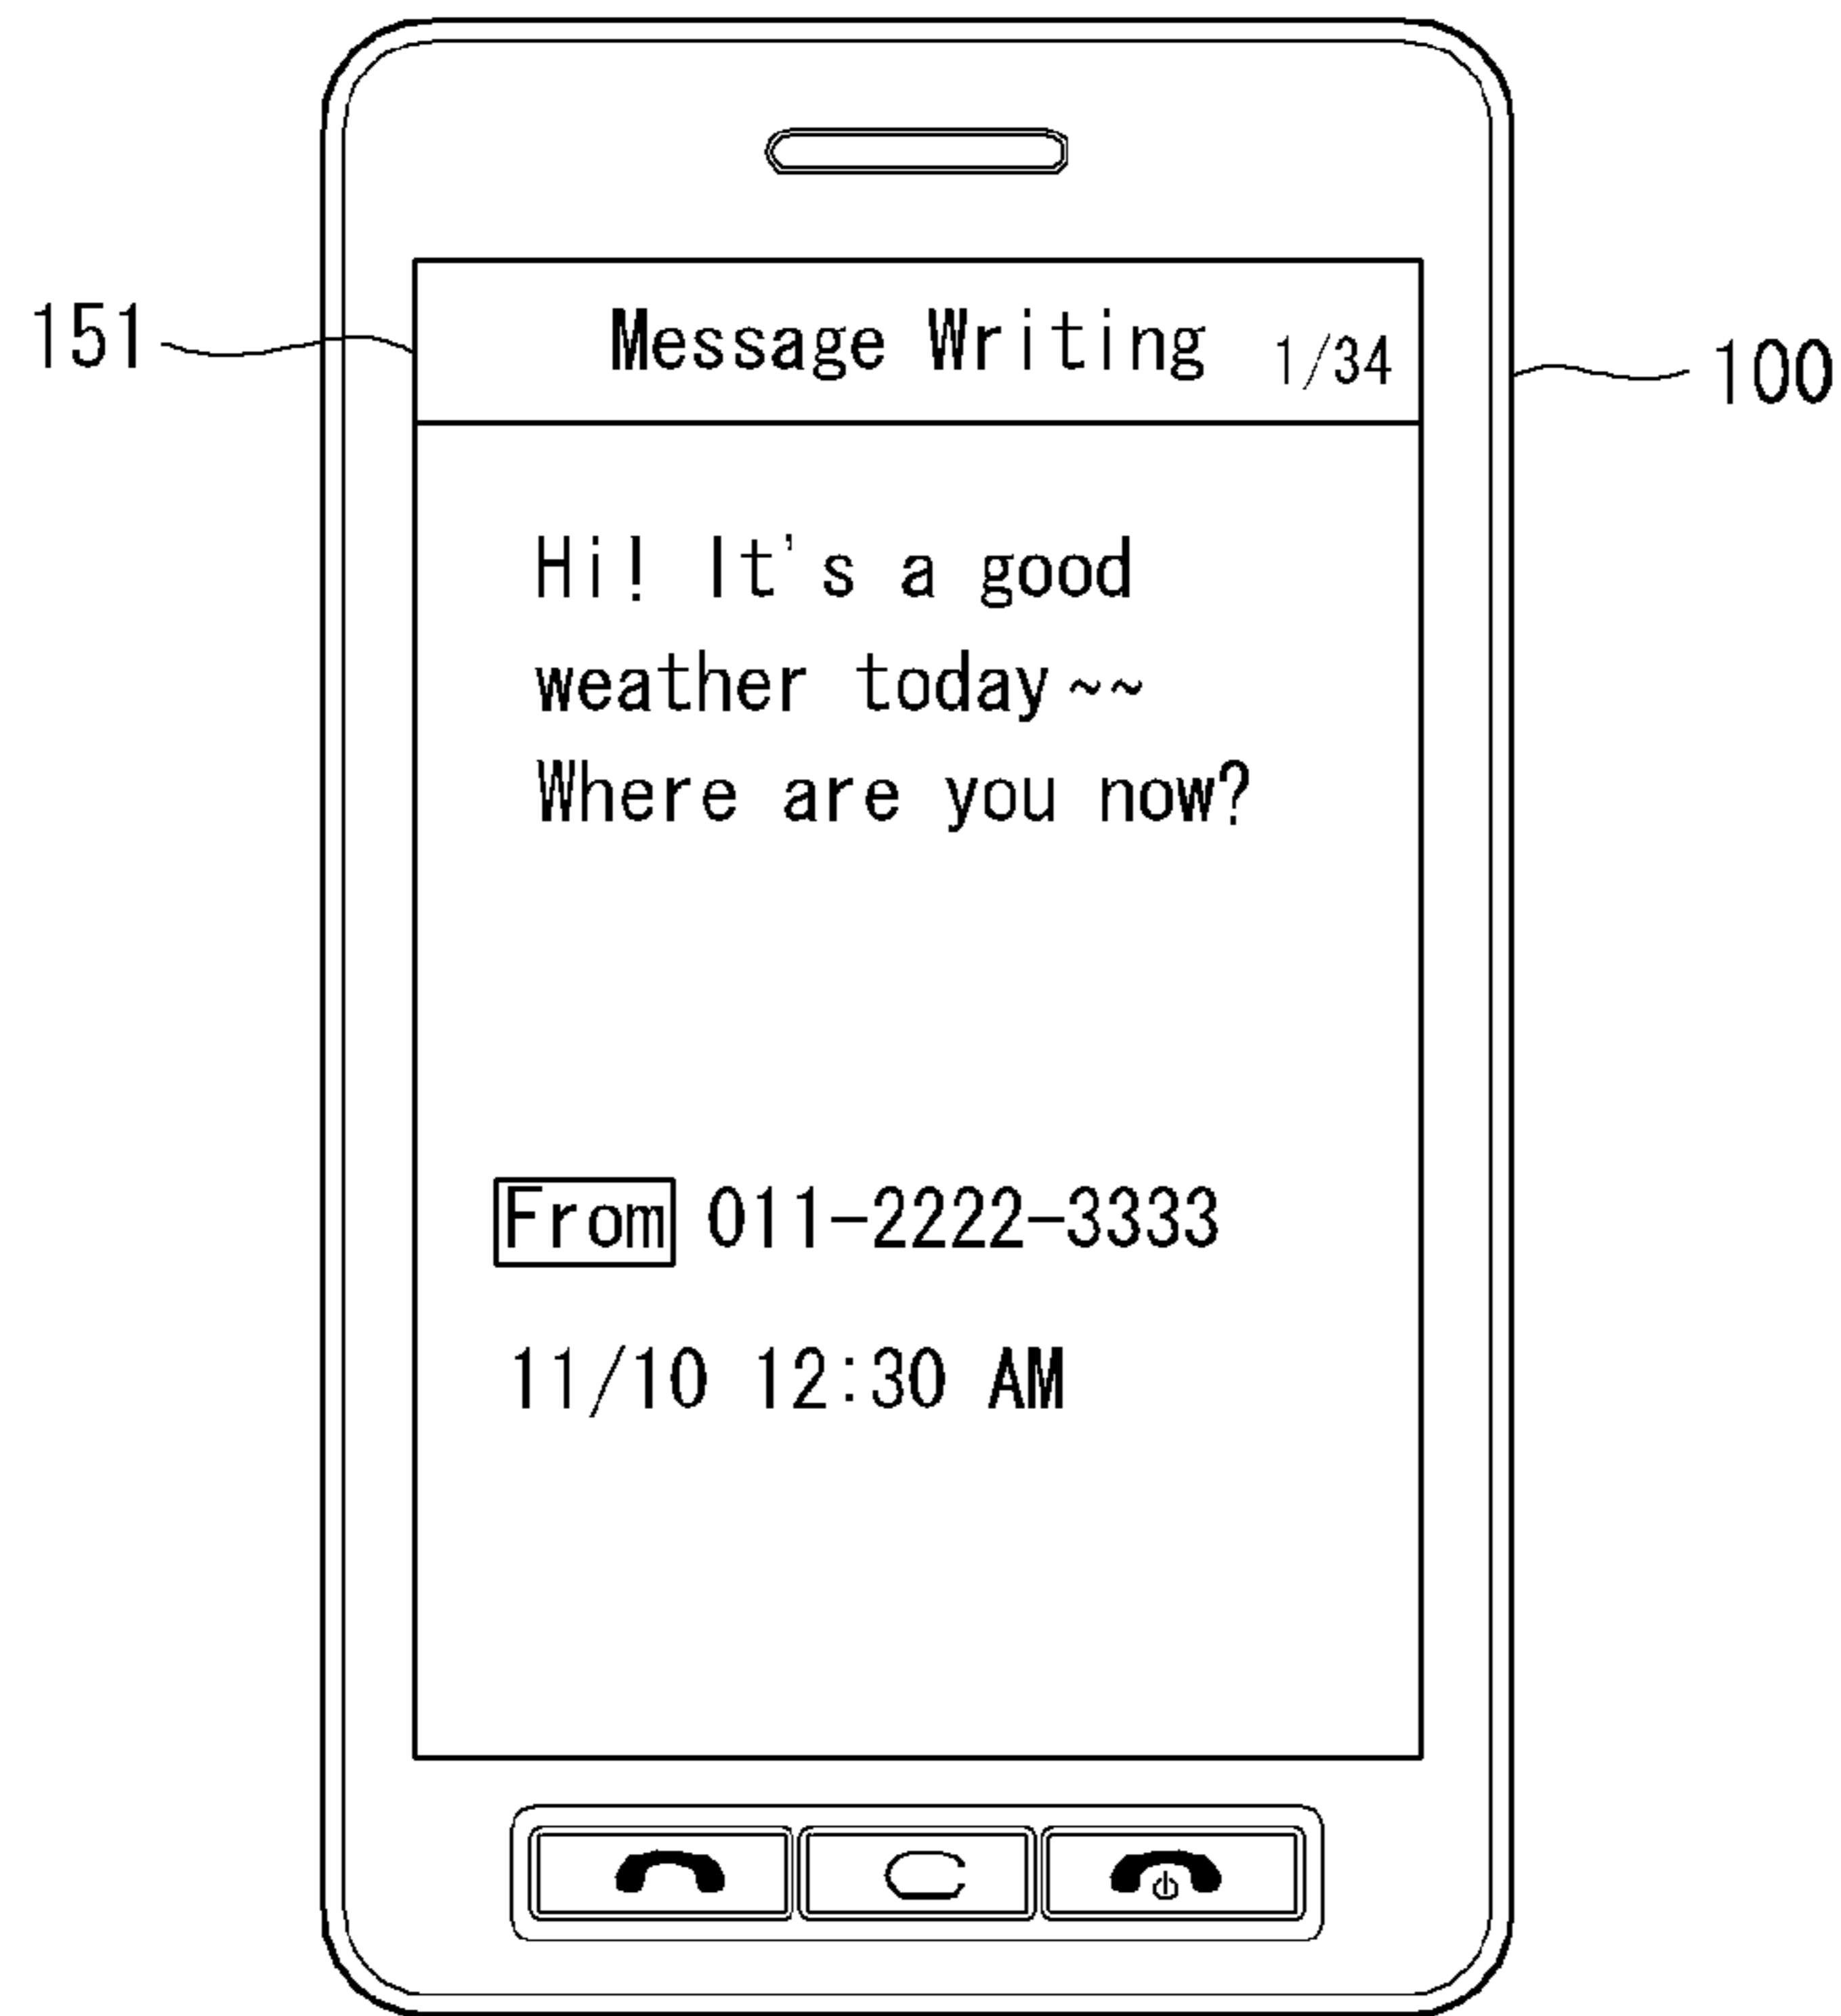 Message Writing 1/34
151
100
Hi! It's a good
weather today~~
Where are you now?
From 011-2222-3333
11/10 12:30 AM
C